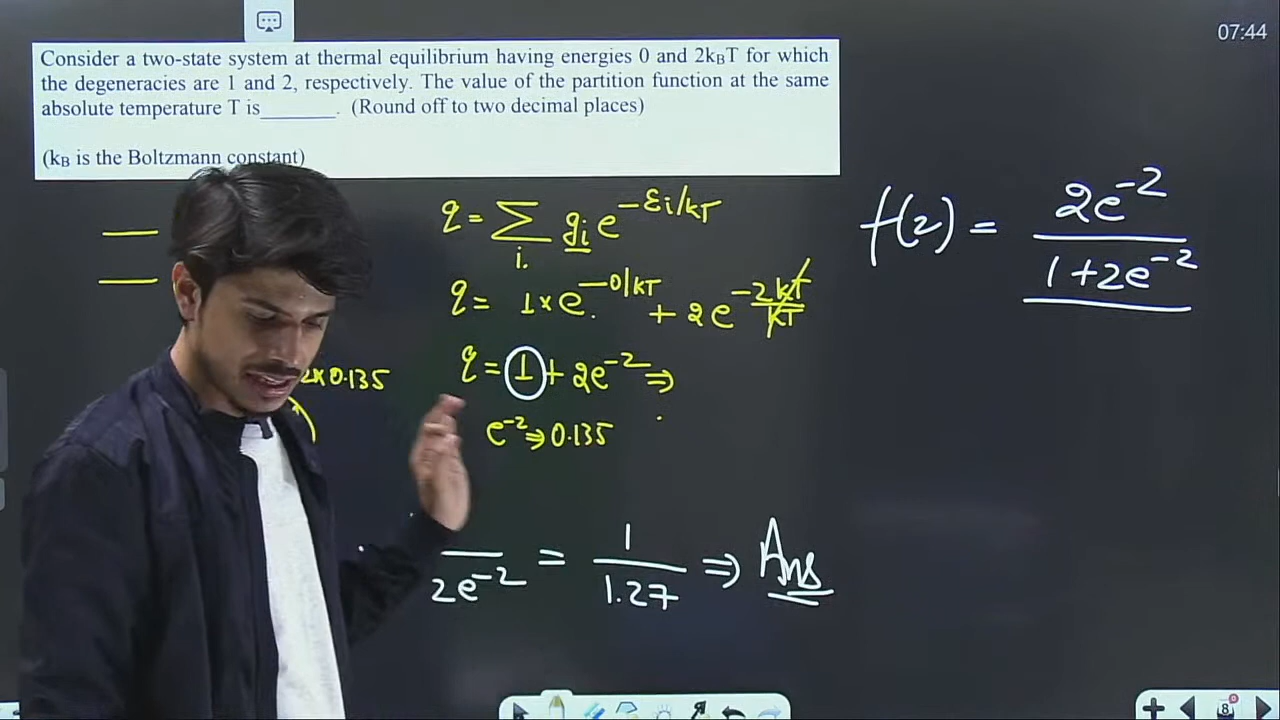 07:44
Consider a two-state system at thermal equilibrium having energies 0 and 2kBT for which
the degeneracies are 1 and 2, respectively. The value of the partition function at the same
absolute temperature T is_______. (Round off to two decimal places)
(kB is the Boltzmann constant)
q = Σi. gi e^-εi/kT
q = 1×e.^-0/kT + 2e^-2kT/kT
q = 1 + 2e^-2 ⇒
2×0.135
e^-2 ⇒ 0.135
2e^-2 = 1/1.27 ⇒ Ans
f(2) = 2e^-2 / 1+2e^-2
8